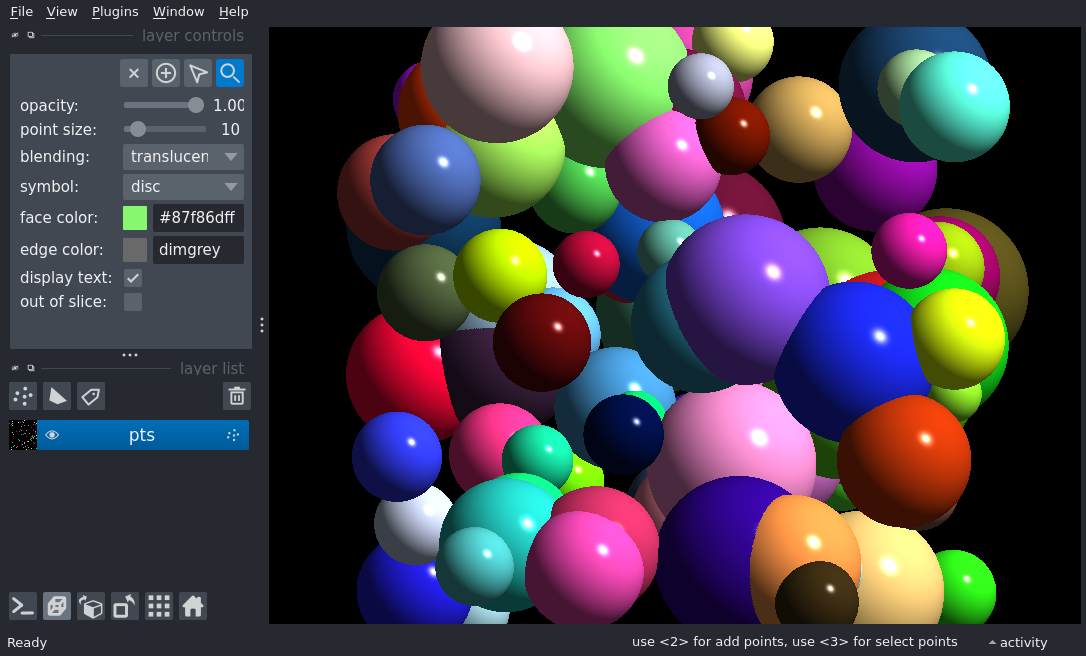 File View Plugins Window Help
layer controls
opacity: 1.00
point size: 10
blending: translucen
symbol: disc
face color: #87f86dff
edge color: dimgrey
display text:
out of slice:
layer list
pts
Ready
use <2> for add points, use <3> for select points
activity